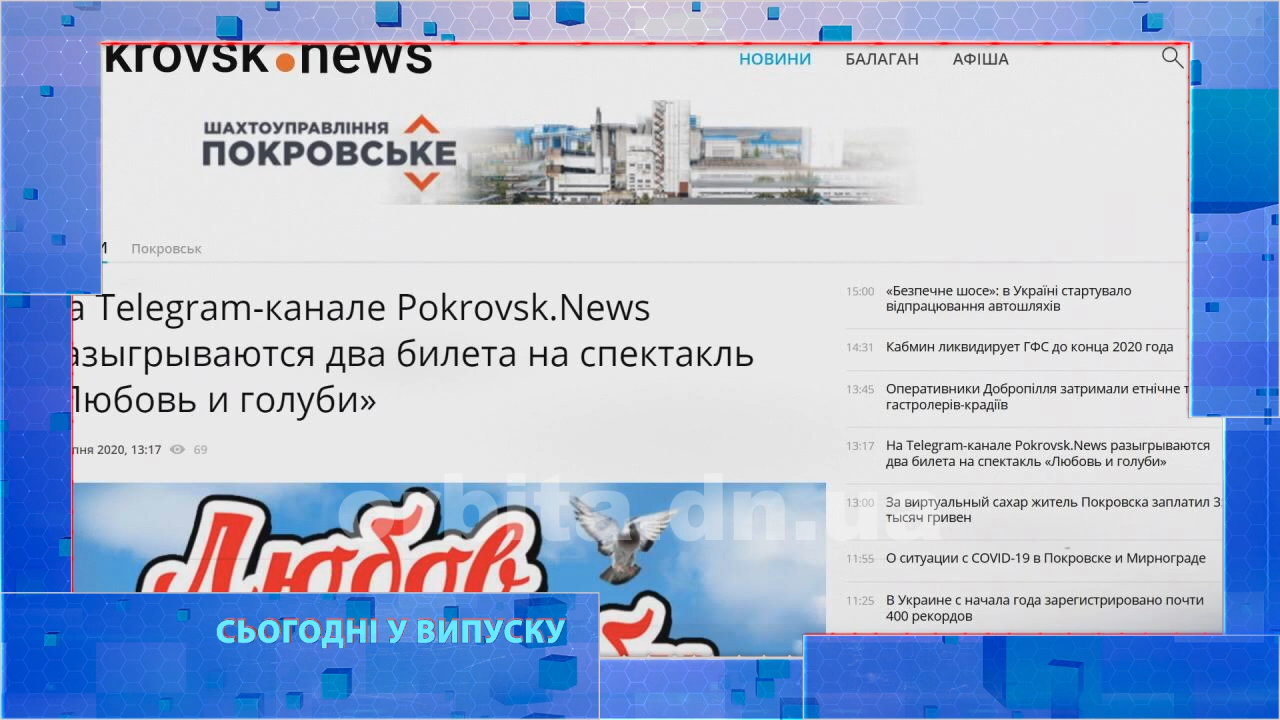 krovsk.news
НОВИНИ БАЛАГАН АФІША
ШАХТОУПРАВЛІННЯ
ПОКРОВСЬКЕ
И Покровськ
а Telegram-канале Pokrovsk.News
азыгрываются два билета на спектакль
Любовь и голуби»
пня 2020, 13:17 69
Любов
15:00 «Безпечне шосе»: в Україні стартувало
відпрацювання автошляхів
14:31 Кабмин ликвидирует ГФС до конца 2020 года
13:45 Оперативники Добропілля затримали етнічне т
гастролерів-крадіїв
13:17 На Telegram-канале Pokrovsk.News разыгрываются
два билета на спектакль «Любовь и голуби»
13:00 За виртуальный сахар житель Покровска заплатил 3
тысяч гривен
11:55 О ситуации с COVID-19 в Покровске и Мирнограде
11:25 В Украине с начала года зарегистрировано почти
400 рекордов
orbita.dn.ua
СЬОГОДНІ У ВИПУСКУ